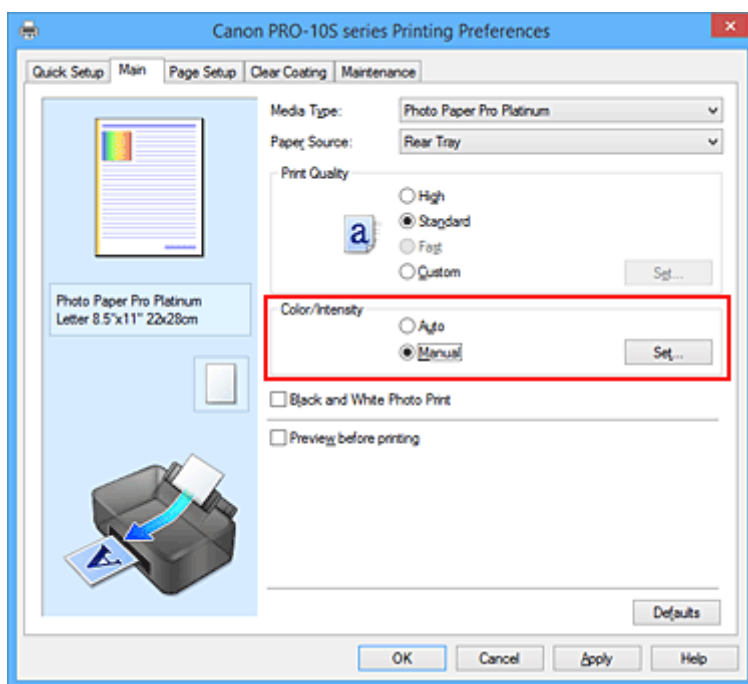 Canon PRO-10S series Printing Preferences
Quick Setup Main Page Setup Clear Coating Maintenance
Media Type: Photo Paper Pro Platinum
Paper Source: Rear Tray
Print Quality
High
Standard
a
Fast
Custom Set...
Photo Paper Pro Platinum
Letter 8.5"x11" 22x28cm
Color/Intensity
Auto
Manual Set...
Black and White Photo Print
Preview before printing
A
Defaults
OK Cancel Apply Help